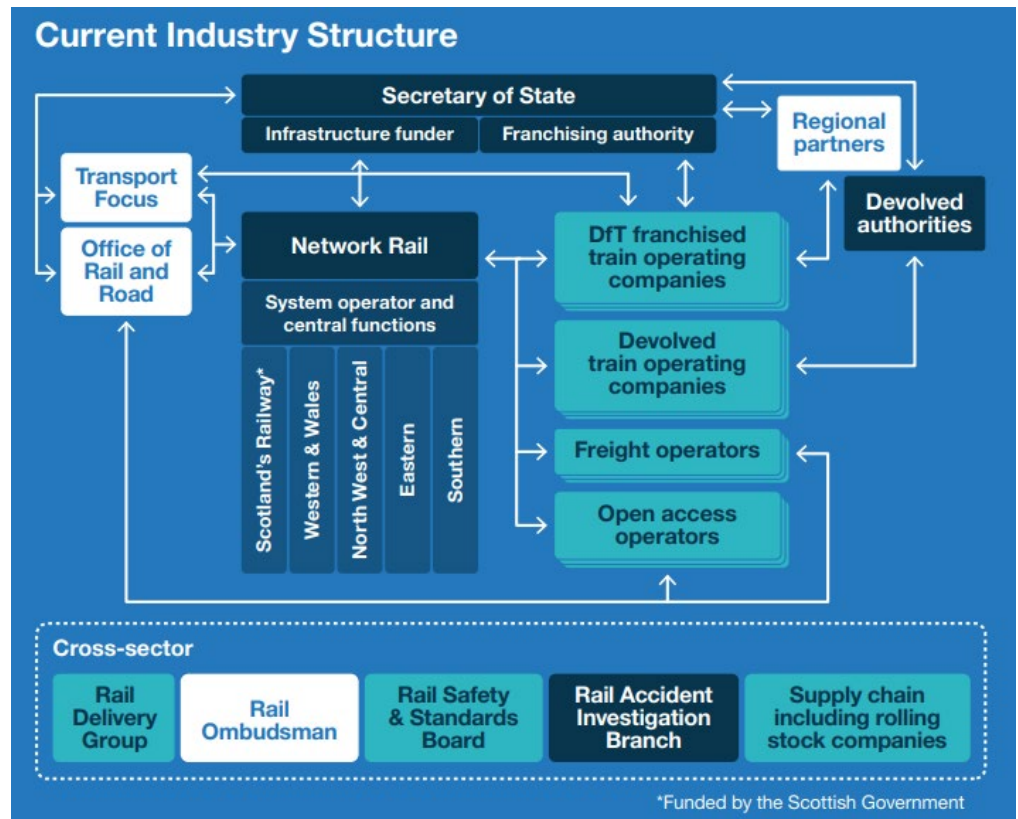 Current Industry Structure
Secretary of State
Infrastructure funder
Franchising authority
Regional
partners
Transport
Focus
Devolved
authorities
Office of
Rail and
Road
Network Rail
DfT franchised
train operating
companies
System operator and
central functions
Devolved
train operating
companies
Scotland's Railway*
Western & Wales
North West & Central
Eastern
Southern
Freight operators
Open access
operators
Cross-sector
Rail
Delivery
Group
Rail
Ombudsman
Rail Safety
& Standards
Board
Rail Accident
Investigation
Branch
Supply chain
including rolling
stock companies
*Funded by the Scottish Government